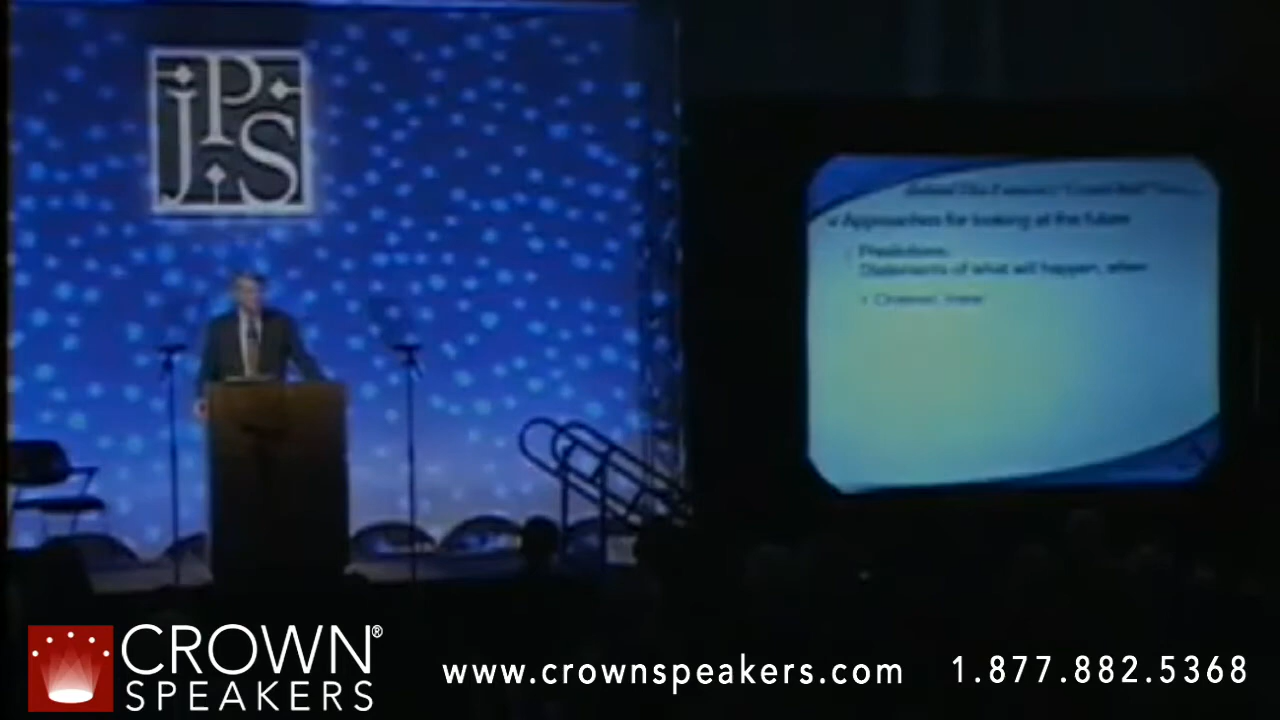 JPS
Approaches for looking at the future
Predictions:
Statements of what will happen, when
CROWN®
SPEAKERS
www.crownspeakers.com
1.877.882.5368